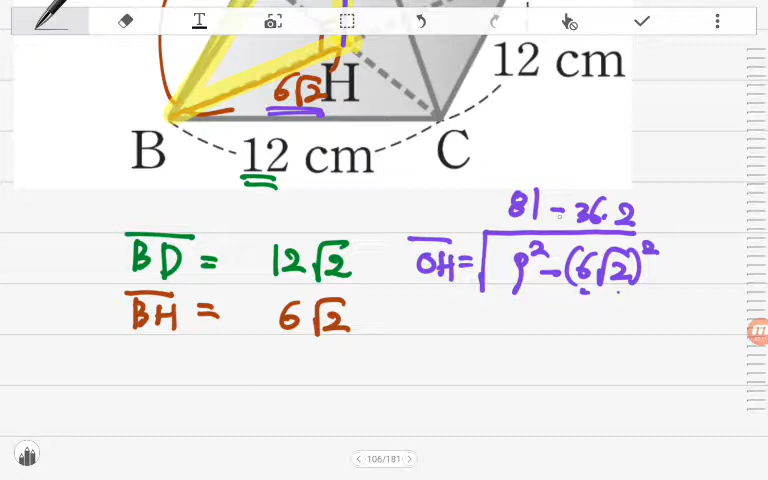 12 cm
6√2
H
B
12 cm
C
81-36.2
BD = 12√2
OH = √9²-(6√2)²
BH = 6√2
106/181